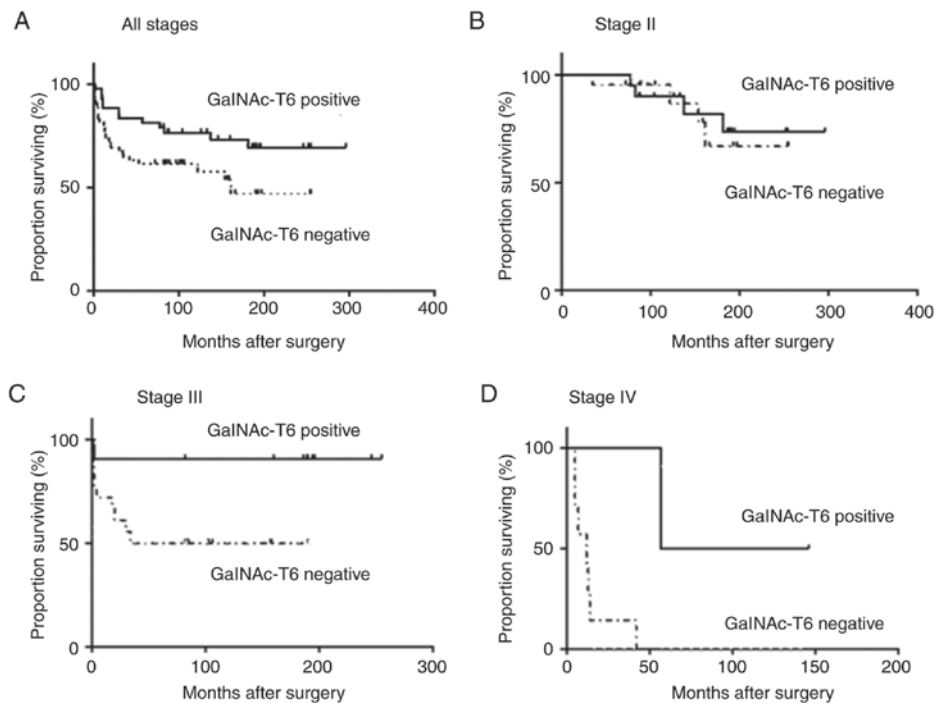 A
All stages
Proportion surviving (%)
100
50
0
GalNAc-T6 positive
GalNAc-T6 negative
0 100 200 300 400
Months after surgery
B
Stage II
Proportion surviving (%)
100
50
0
GalNAc-T6 positive
GalNAc-T6 negative
0 100 200 300 400
Months after surgery
C
Stage III
Proportion surviving (%)
100
50
0
GalNAc-T6 positive
GalNAc-T6 negative
0 100 200 300
Months after surgery
D
Stage IV
Proportion surviving (%)
100
50
0
GalNAc-T6 positive
GalNAc-T6 negative
0 50 100 150 200
Months after surgery